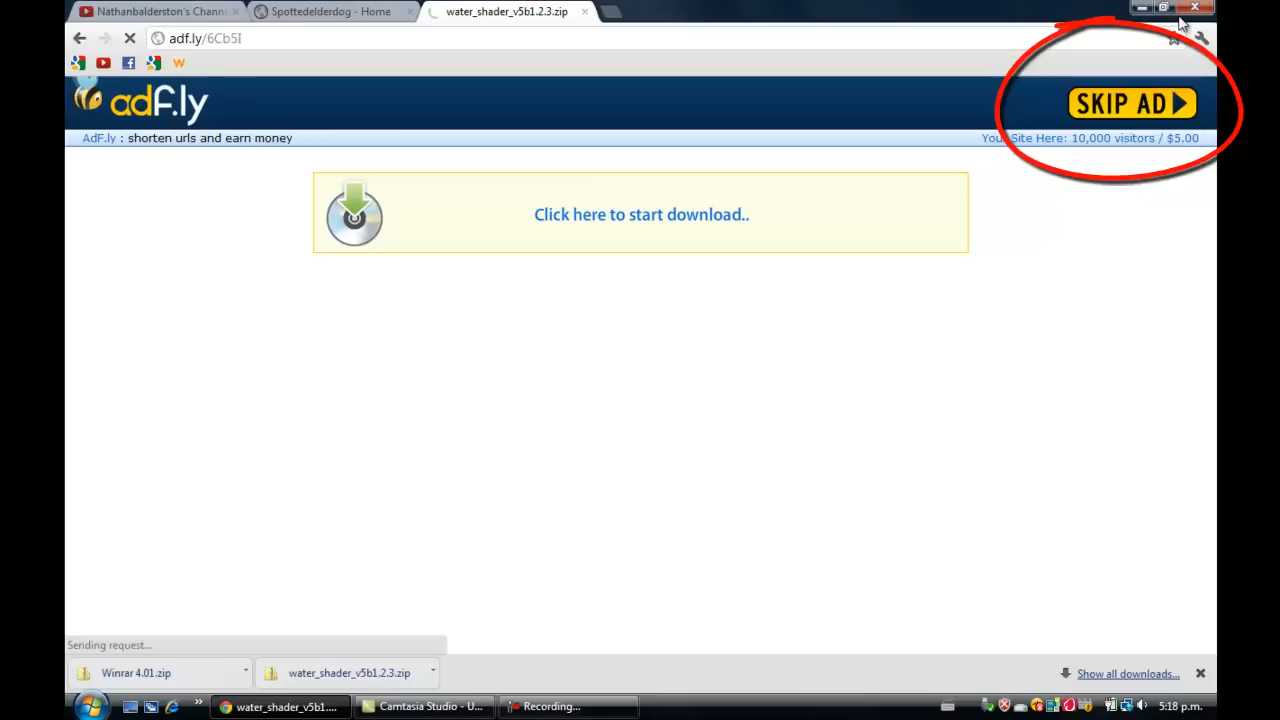 Nathanbalderston's Chann
Spottedelderdog - Home
water_shader_v5b1.2.3.zip
adf.ly/6Cb5I
adF.ly
SKIP AD
AdF.ly : shorten urls and earn money
Your Site Here: 10,000 visitors / $5.00
Click here to start download..
Sending request...
Winrar 4.01.zip
water_shader_v5b1.2.3.zip
Show all downloads...
water_shader_v5b1....
Camtasia Studio - U...
Recording...
5:18 p.m.